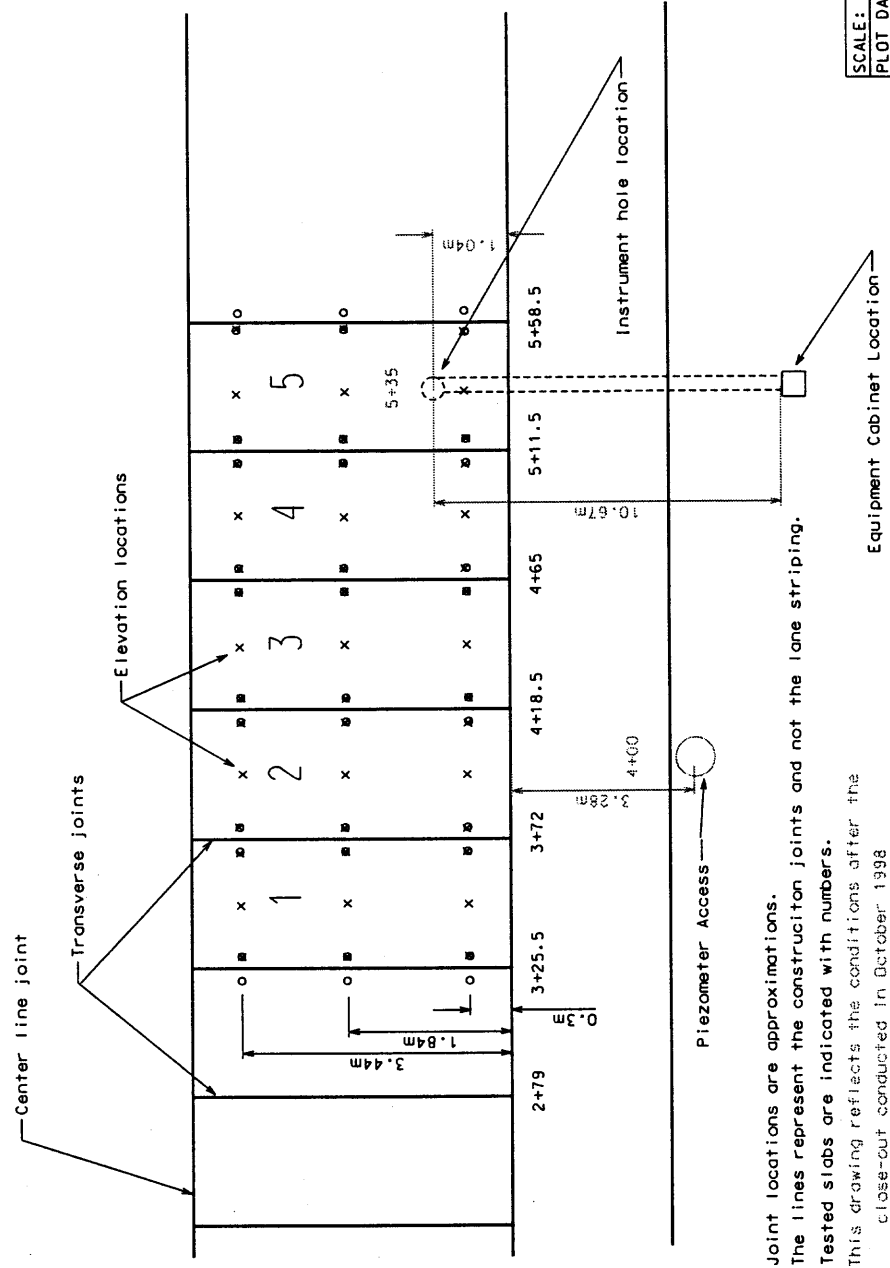 Center line joint
Transverse joints
Elevation locations
1
2
3
4
5
5+35
1.04m
3.44m
1.84m
0.3m
2+79
3+25.5
3+72
4+18.5
4+65
5+11.5
5+58.5
4+00
3.28m
10.67m
Instrument hole location
Piezometer Access
Equipment Cabinet Location
Joint locations are approximations.
The lines represent the construciton joints and not the lane striping.
Tested slabs are indicated with numbers.
This drawing reflects the conditions after the
close-out conducted in October 1998
SCALE:
PLOT DA